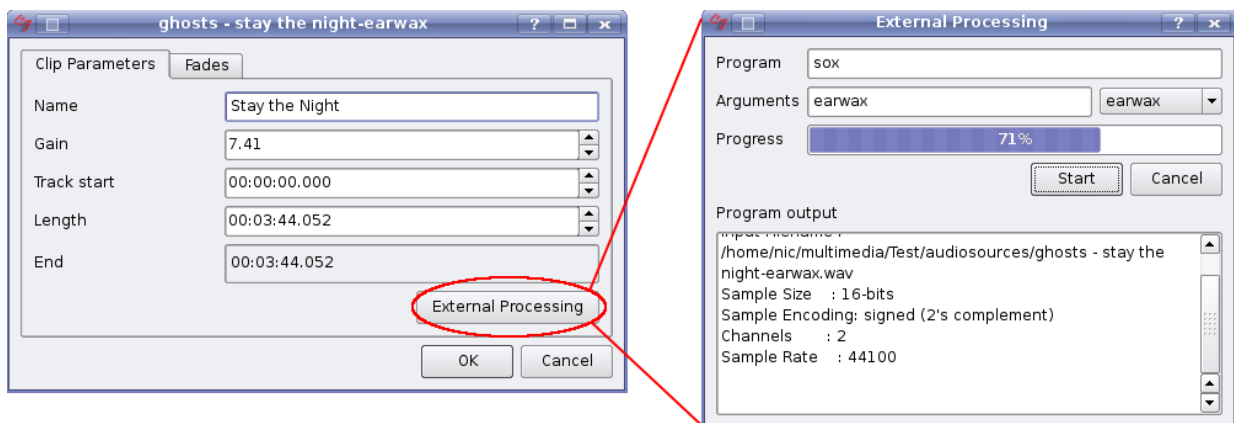 ghosts - stay the night-earwax
Clip Parameters
Fades
Name
Stay the Night
Gain
7.41
Track start
00:00:00.000
Length
00:03:44.052
End
00:03:44.052
External Processing
OK
Cancel
External Processing
Program
sox
Arguments
earwax
earwax
Progress
71%
Start
Cancel
Program output
Input Filename :
/home/nic/multimedia/Test/audiosources/ghosts - stay the
night-earwax.wav
Sample Size : 16-bits
Sample Encoding: signed (2's complement)
Channels : 2
Sample Rate : 44100